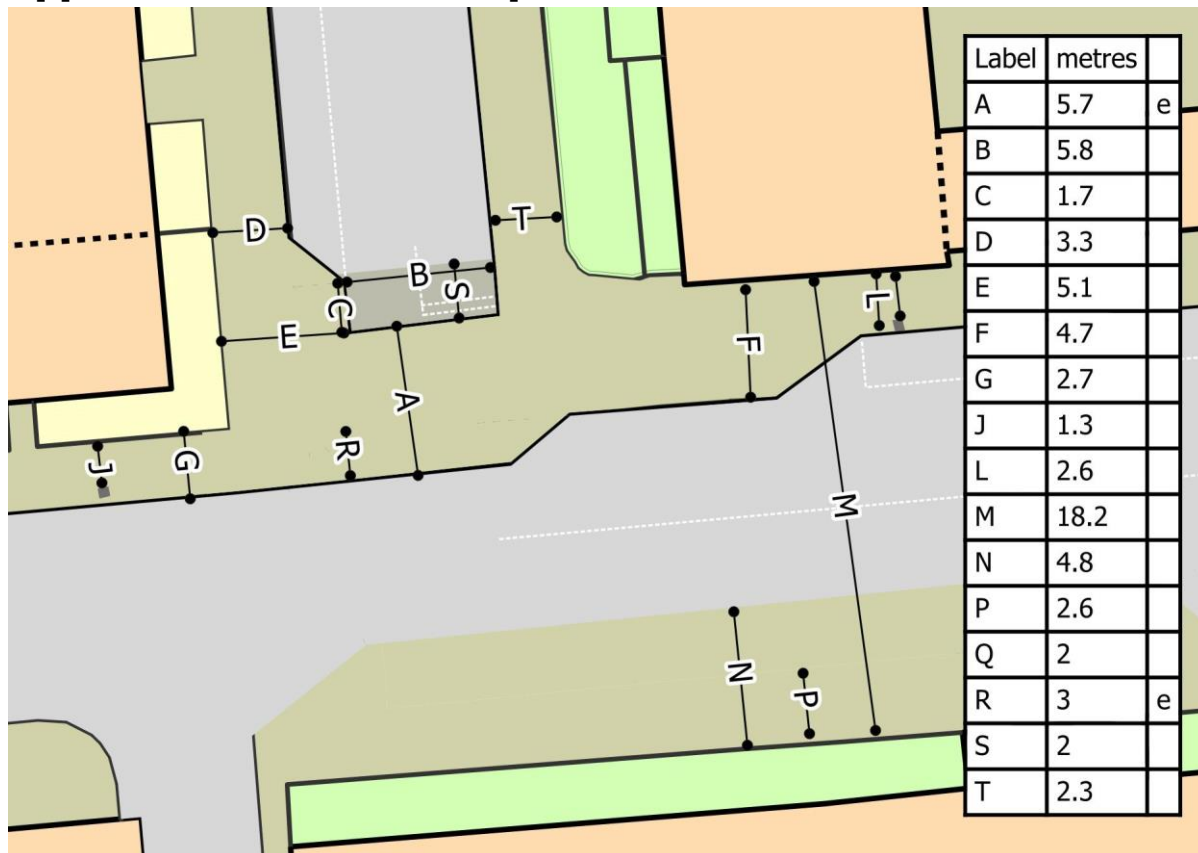 Label metres
A 5.7 e
B 5.8
C 1.7
D 3.3
E 5.1
F 4.7
G 2.7
J 1.3
L 2.6
M 18.2
N 4.8
P 2.6
Q 2
R 3 e
S 2
T 2.3
D
T
B
S
C
L
E
F
A
R
J
G
M
N
P